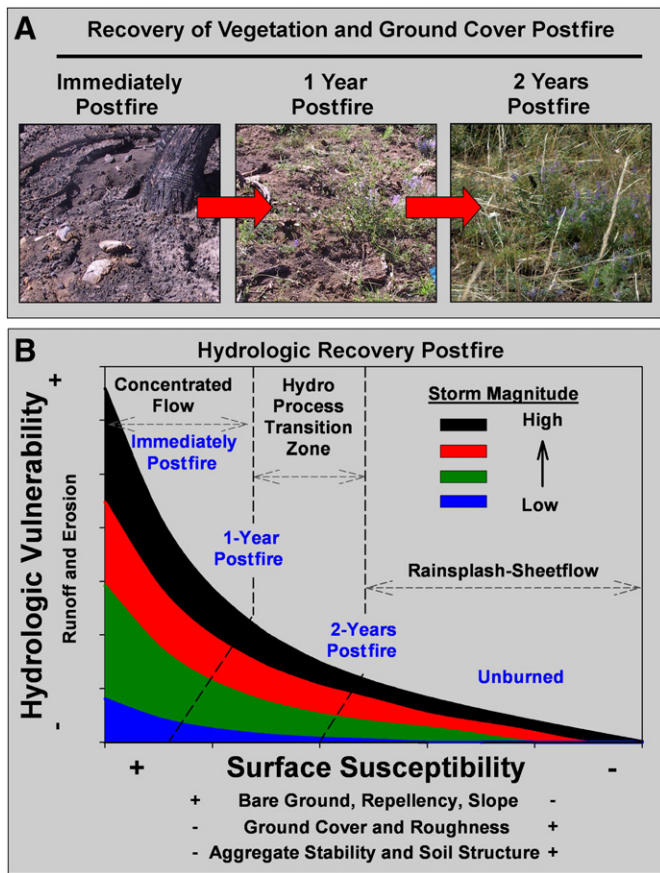 A
Recovery of Vegetation and Ground Cover Postfire
Immediately
Postfire
1 Year
Postfire
2 Years
Postfire
B
Hydrologic Recovery Postfire
Hydrologic Vulnerability
- +
Runoff and Erosion
Concentrated
Flow
Immediately
Postfire
Hydro
Process
Transition
Zone
Storm Magnitude
High
Low
1-Year
Postfire
Rainsplash-Sheetflow
2-Years
Postfire
Unburned
+ Surface Susceptibility -
+ Bare Ground, Repellency, Slope -
- Ground Cover and Roughness +
- Aggregate Stability and Soil Structure +